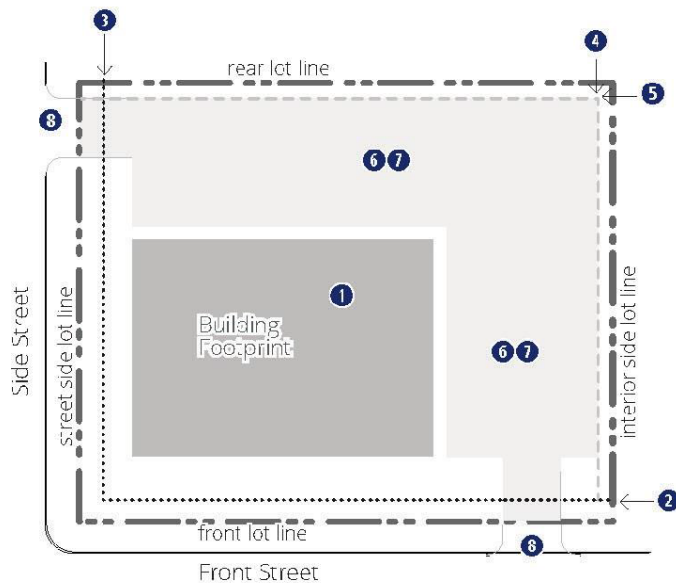 3
4
rear lot line
5
8
6 7
1
Building
Footprint
6 7
Side Street
street side lot line
interior side lot line
2
front lot line
8
Front Street